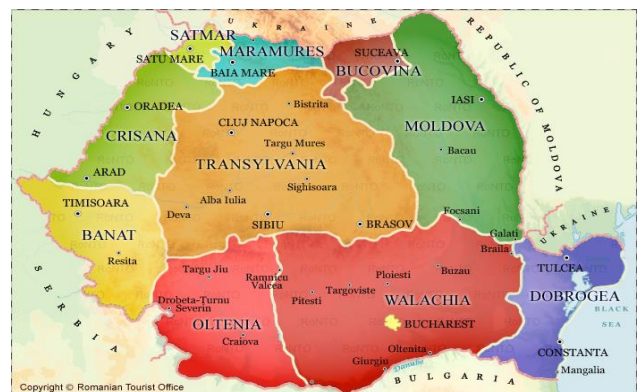 UKRAINE
HUNGARY
SATMAR
SATU MARE
MARAMURES
BAIA MARE
SUCEAVA
BUCOVINA
REPUBLIC OF MOLDOVA
ORADEA
CRISANA
ARAD
Bistrita
CLUJ NAPOCA
Targu Mures
TRANSYLVANIA
Sighisoara
Alba Iulia
Deva
SIBIU
BRASOV
IASI
MOLDOVA
Bacau
Focsani
Galati
Braila
UKRAINE
TIMISOARA
BANAT
Resita
SERBIA
Targu Jiu
Ramnicu
Valcea
Drobeta-Turnu
Severin
OLTENIA
Craiova
Ploiesti
Buzau
Targoviste
Pitesti
WALACHIA
BUCHAREST
Oltenita
Giurgiu
Danube
BULGARIA
TULCEA
DOBROGEA
BLACK
SEA
CONSTANTA
Mangalia
Copyright © Romanian Tourist Office